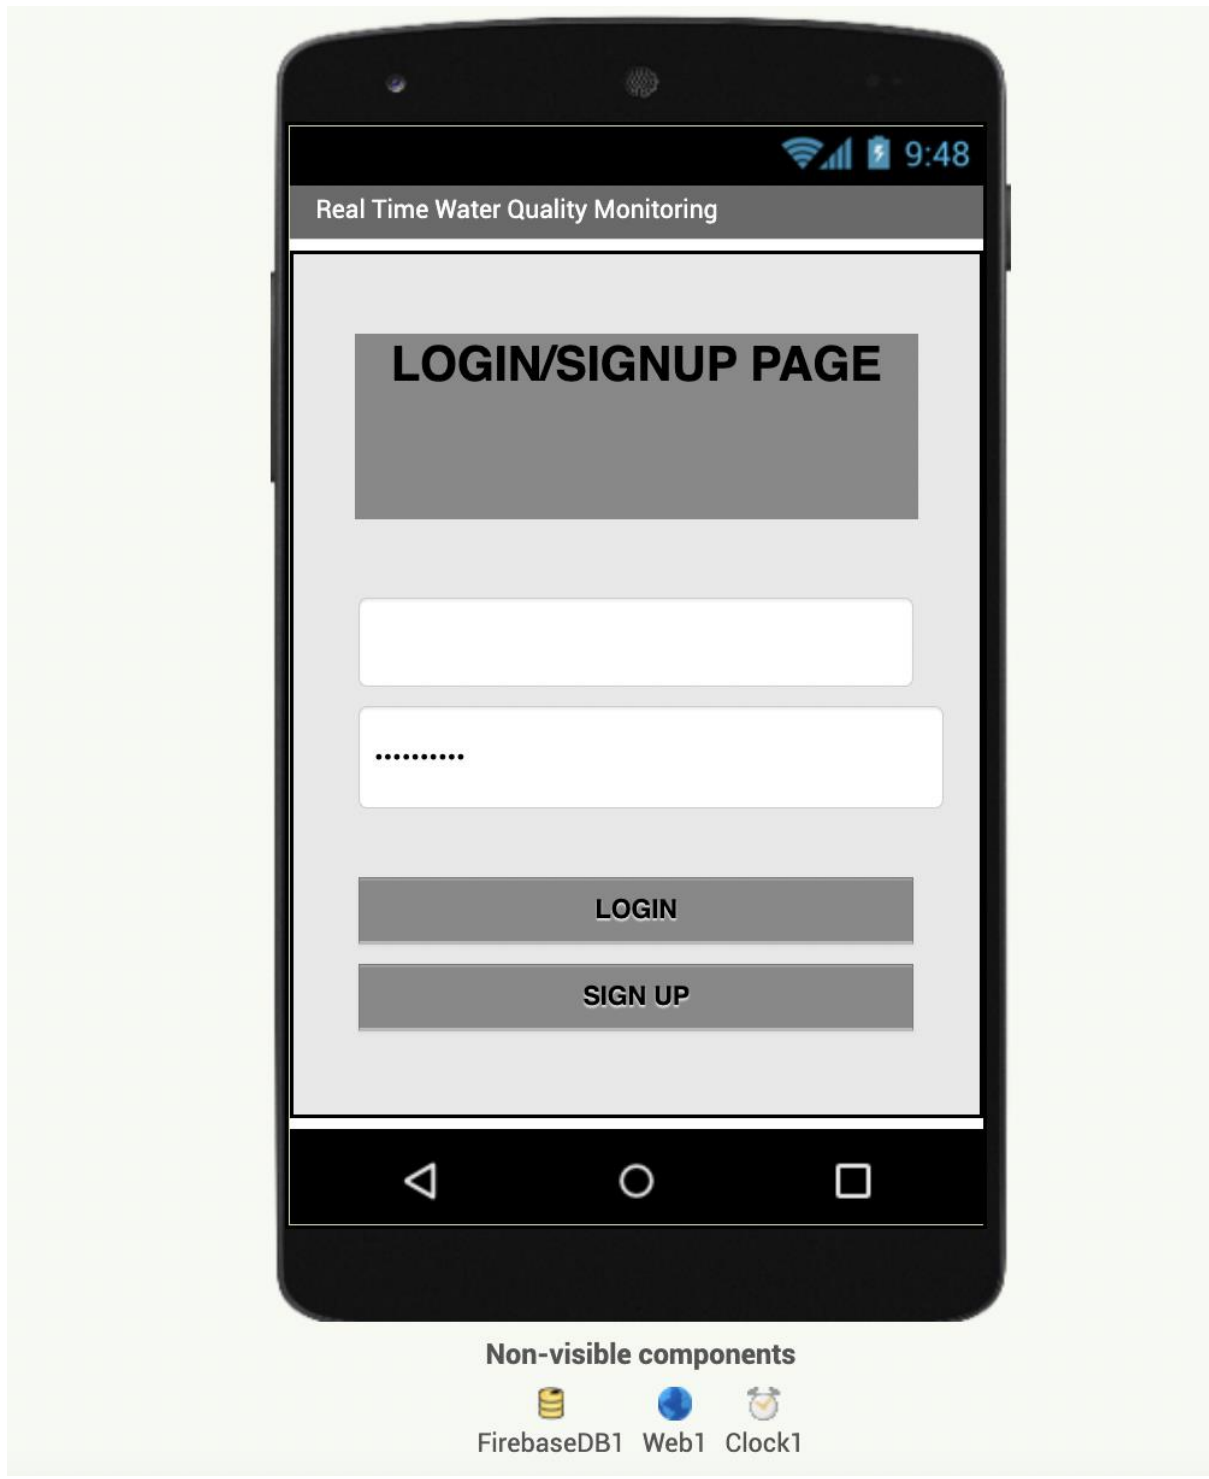 9:48
Real Time Water Quality Monitoring
LOGIN/SIGNUP PAGE
••••••••••
LOGIN
SIGN UP
Non-visible components
FirebaseDB1 Web1 Clock1